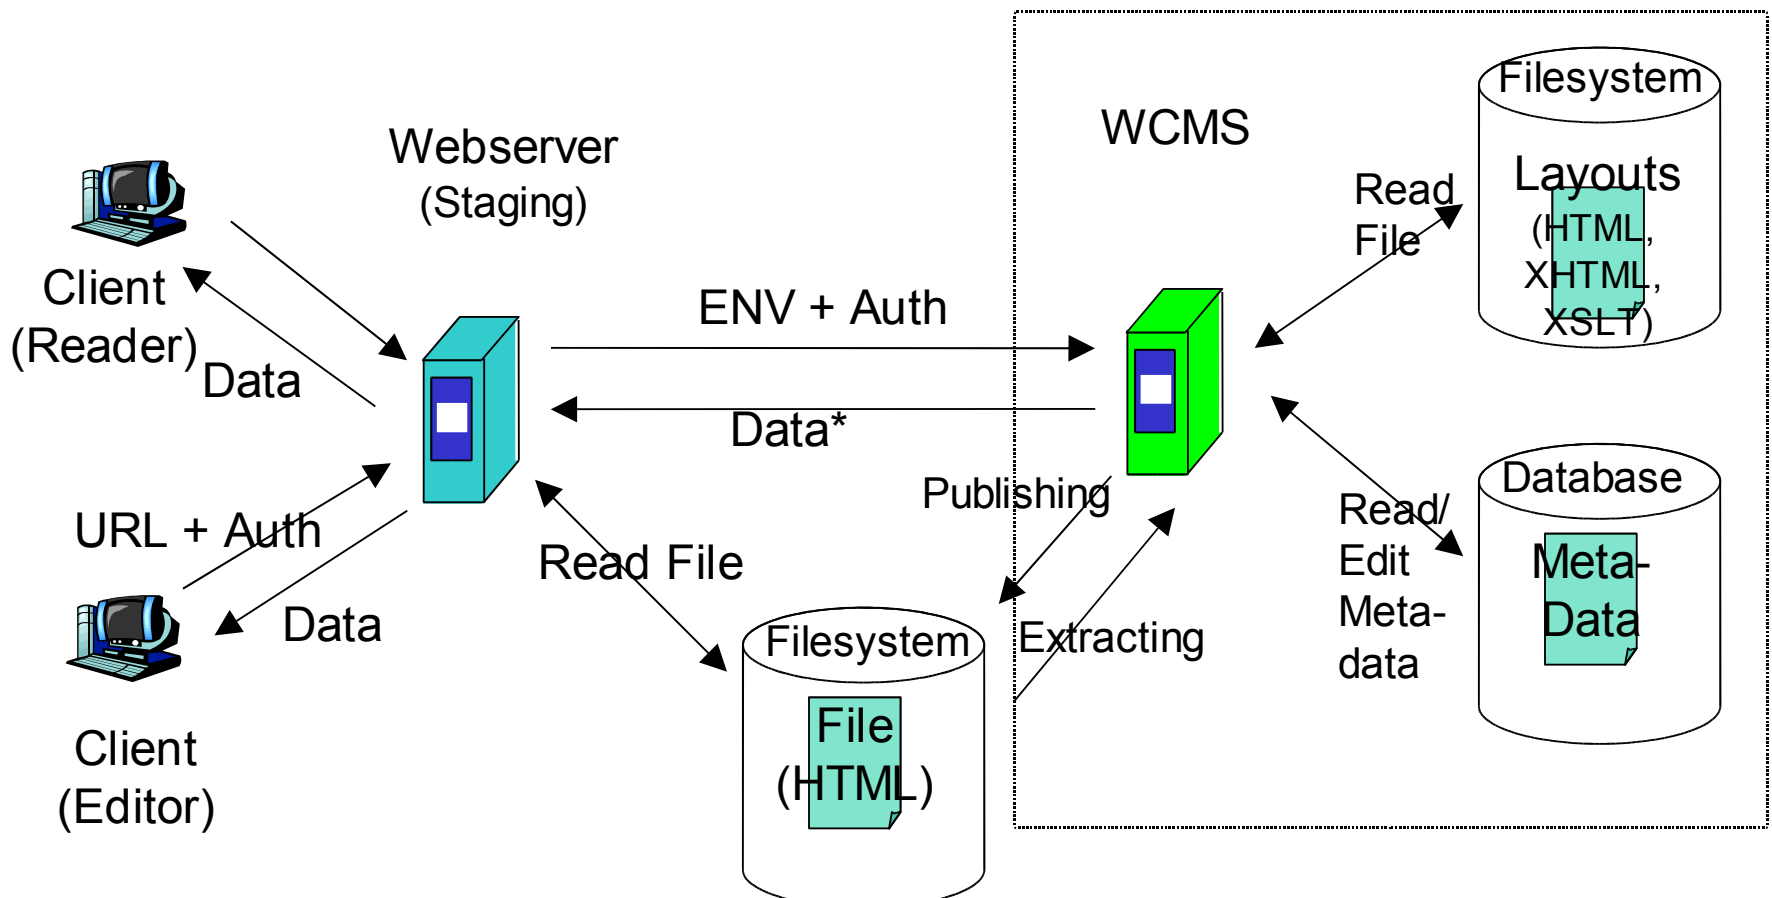 Webserver
(Staging)
WCMS
Filesystem
Layouts
(HTML,
XHTML,
XSLT)
Read
File
Client
(Reader)
Data
ENV + Auth
Data*
Publishing
Extracting
Database
Meta-
Data
Read/
Edit
Meta-
data
URL + Auth
Data
Read File
Filesystem
File
(HTML)
Client
(Editor)